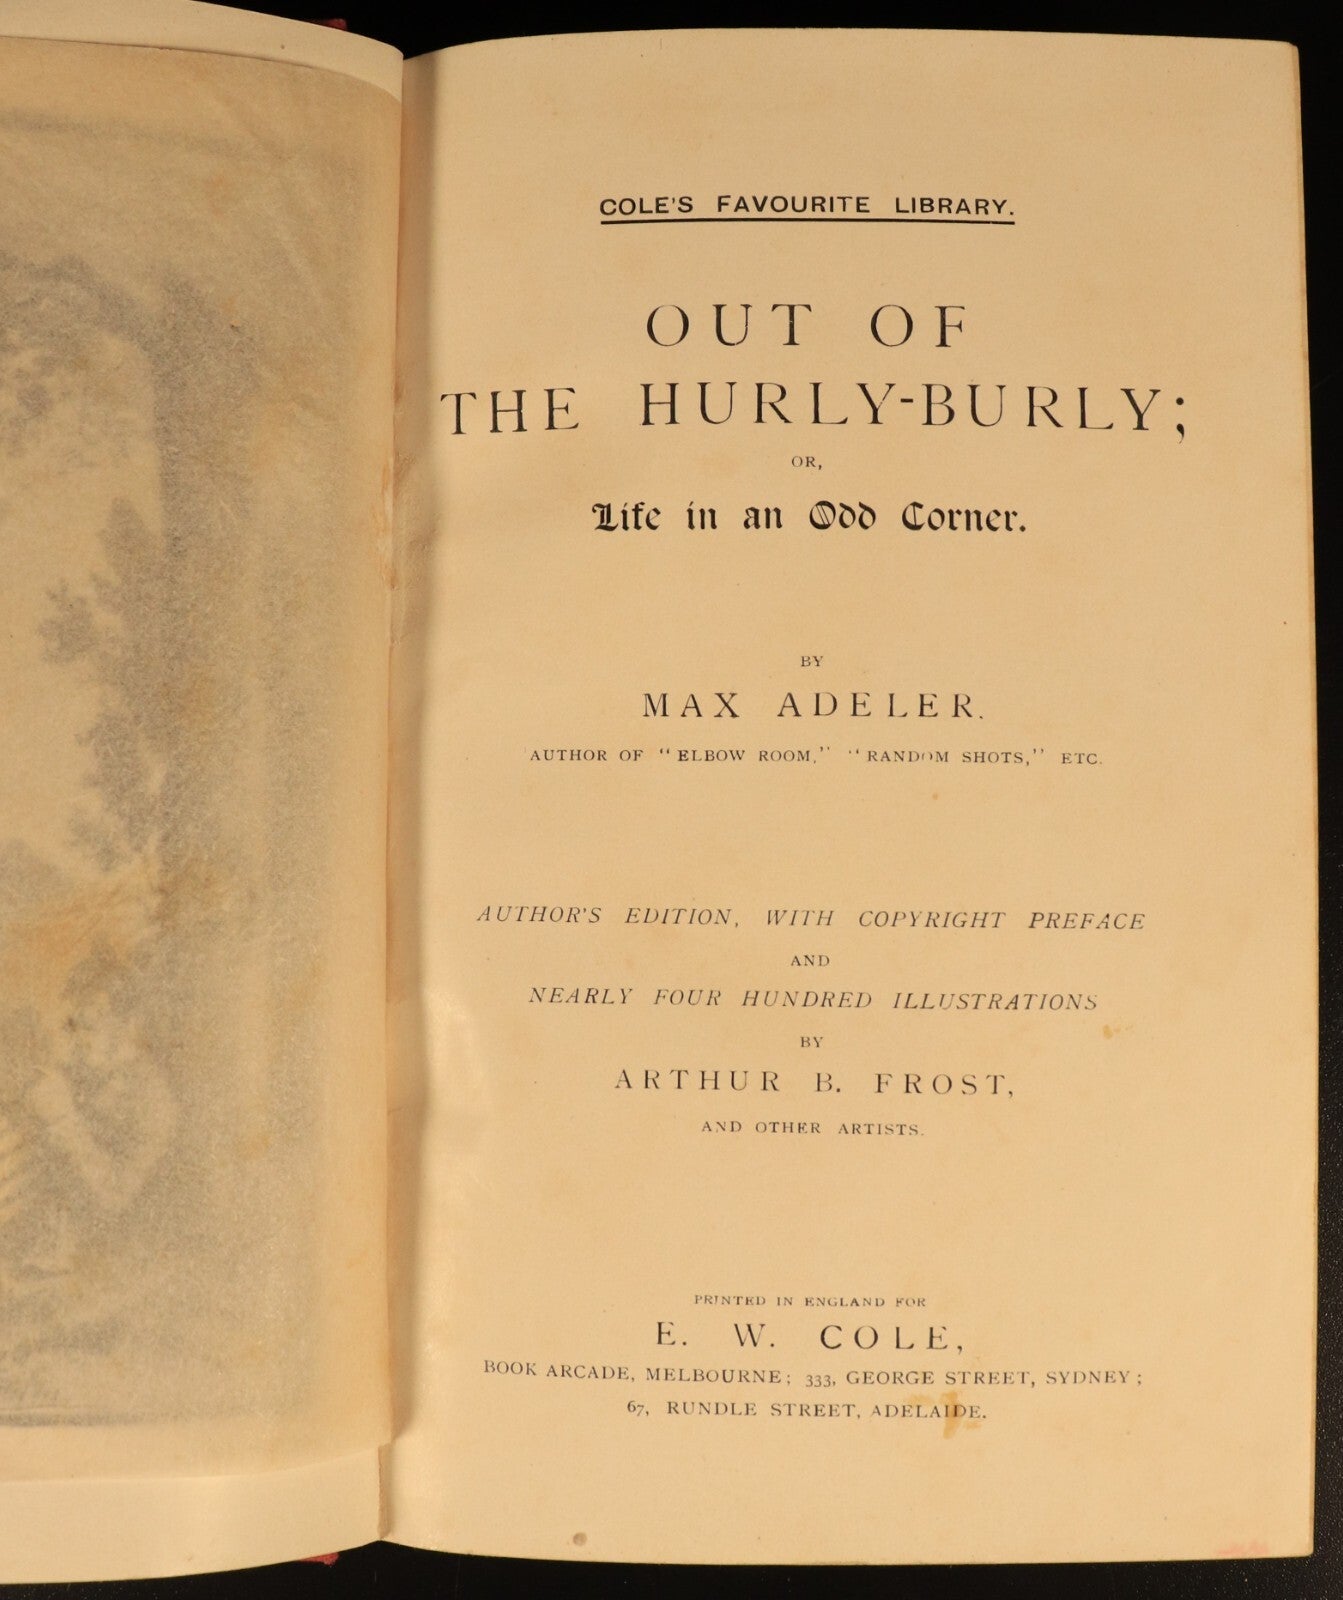 COLE'S FAVOURITE LIBRARY.
OUT OF
THE HURLY-BURLY;
OR,
Life in an Odd Corner.
BY
MAX ADELER.
AUTHOR OF "ELBOW ROOM," "RANDOM SHOTS," ETC.
AUTHOR'S EDITION, WITH COPYRIGHT PREFACE
AND
NEARLY FOUR HUNDRED ILLUSTRATIONS
BY
ARTHUR B. FROST,
AND OTHER ARTISTS.
PRINTED IN ENGLAND FOR
E. W. COLE,
BOOK ARCADE, MELBOURNE; 333, GEORGE STREET, SYDNEY;
67, RUNDLE STREET, ADELAIDE.